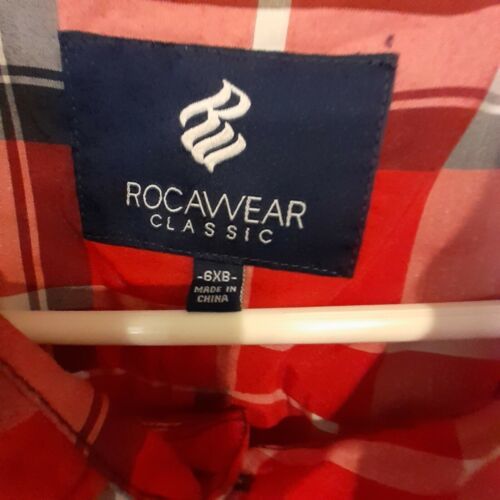 ROCAWEAR
CLASSIC
-6XB-
MADE IN
CHINA